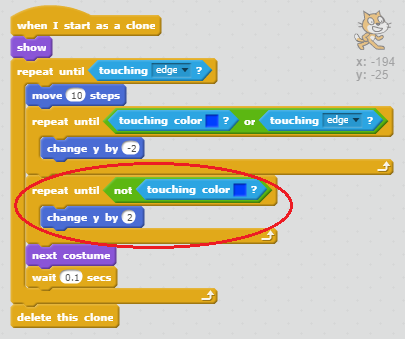 when I start as a clone
show
repeat until touching edge ?
move 10 steps
repeat until touching color ? or touching edge ?
change y by -2
repeat until not touching color ?
change y by 2
next costume
wait 0.1 secs
delete this clone
x: -194
y: -25